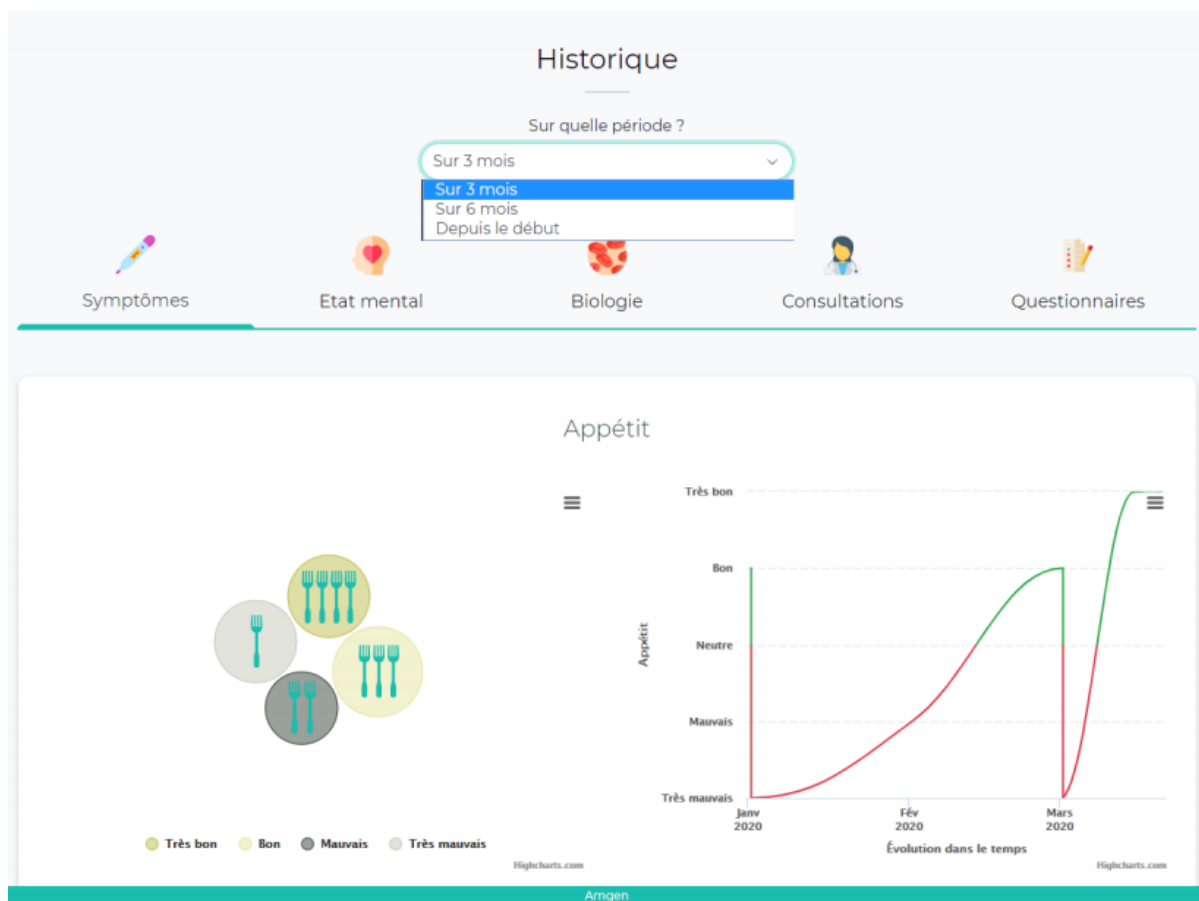 Historique
Sur quelle période ?
Sur 3 mois
Sur 3 mois
Sur 6 mois
Depuis le début
Symptômes
Etat mental
Biologie
Consultations
Questionnaires
Appétit
Très bon
Bon
Mauvais
Très mauvais
Highcharts.com
Très bon
Bon
Neutre
Mauvais
Très mauvais
Appétit
Janv
2020
Fév
2020
Mars
2020
Évolution dans le temps
Highcharts.com
Amgen